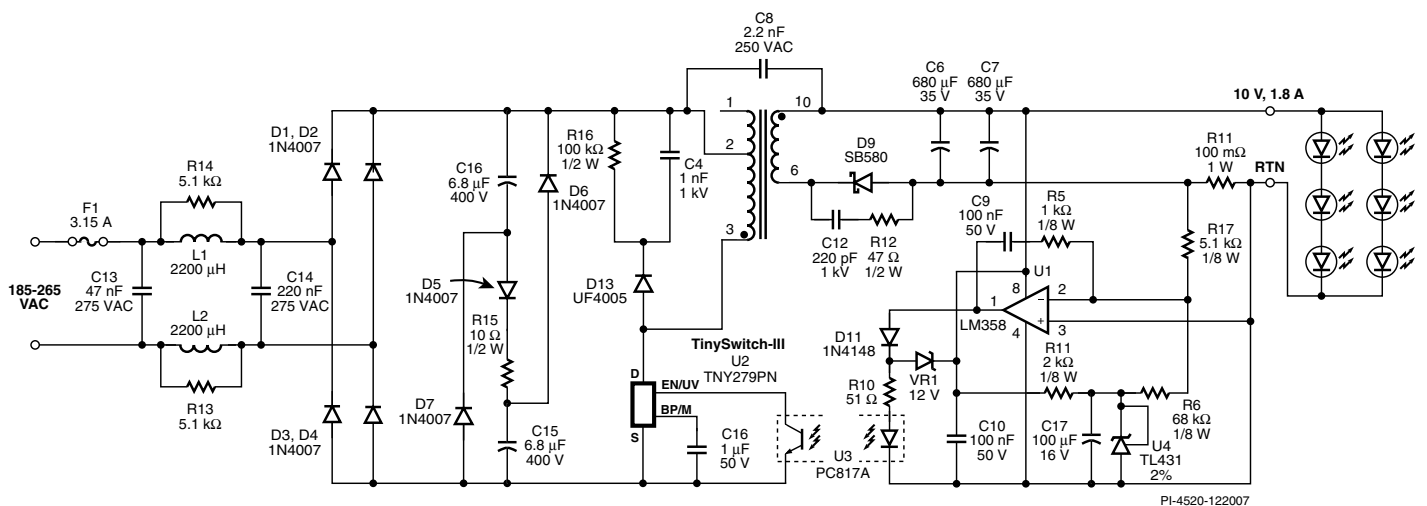 C8
2.2 nF
250 VAC
C6
680 µF
35 V
C7
680 µF
35 V
10 V, 1.8 A
1
2
3
10
6
D1, D2
1N4007
R16
100 kΩ
1/2 W
C4
1 nF
1 kV
D9
SB580
R11
100 mΩ
1 W
RTN
R14
5.1 kΩ
C16
6.8 µF
400 V
D6
1N4007
F1
3.15 A
L1
2200 µH
C12
220 pF
1 kV
R12
47 Ω
1/2 W
C9
100 nF
50 V
R5
1 kΩ
1/8 W
R17
5.1 kΩ
1/8 W
185-265
VAC
C13
47 nF
275 VAC
C14
220 nF
275 VAC
D5
1N4007
D13
UF4005
U1
8
1
2
3
4
−
+
LM358
L2
2200 µH
R15
10 Ω
1/2 W
TinySwitch-III
U2
TNY279PN
D11
1N4148
R11
2 kΩ
1/8 W
D
EN/UV
BP/M
S
VR1
12 V
R10
51 Ω
R6
68 kΩ
1/8 W
R13
5.1 kΩ
D3, D4
1N4007
D7
1N4007
C15
6.8 µF
400 V
C16
1 µF
50 V
U3
PC817A
C10
100 nF
50 V
C17
100 µF
16 V
U4
TL431
2%
PI-4520-122007